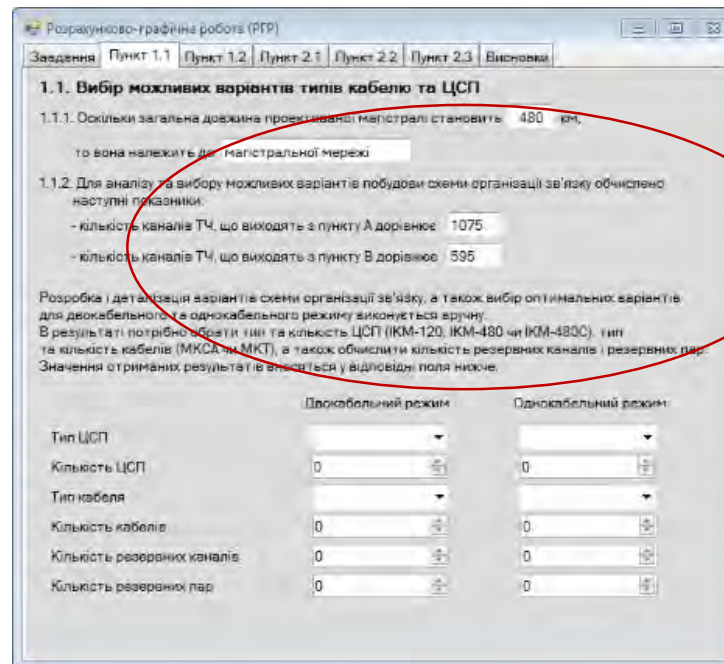 Розрахунково-графічна робота (РГР)
Завдення Пункт 1.1 Пункт 1.2 Пункт 2.1 Пункт 2.2 Пункт 2.3 Висновки
1.1. Вибір можливих варіантів типів кабелю та ЦСП
1.1.1. Оскільки загальна довжина проектованої магістралі становить 480 км,
то вона належить до магістральної мережі
1.1.2. Для аналізу та вибору можливих варіантів побудови схеми організації зв'язку обчислено
наступні показники:
- кількість каналів ТЧ, що виходять з пункту А дорівнює 1075
- кількість каналів ТЧ, що виходять з пункту В дорівнює 595
Розробка і деталізація варіантів схеми організації зв'язку, а також вибір оптимальних варіантів
для двокабельного та однокабельного режиму виконується вручну.
В результаті потрібно обрати тип та кількість ЦСП (ІКМ-120, ІКМ-480 чи ІКМ-480С), тип
та кількість кабелів (МКСА чи МКТ), а також обчислити кількість резервних каналів і резервних пар.
Значення отриманих результатів вносяться у відповідні поля нижче.
Двокабельний режим Однокабельний режим
Тип ЦСП
Кількість ЦСП 0 0
Тип кабеля
Кількість кабелів 0 0
Кількість резервних каналів 0 0
Кількість резервних пар 0 0